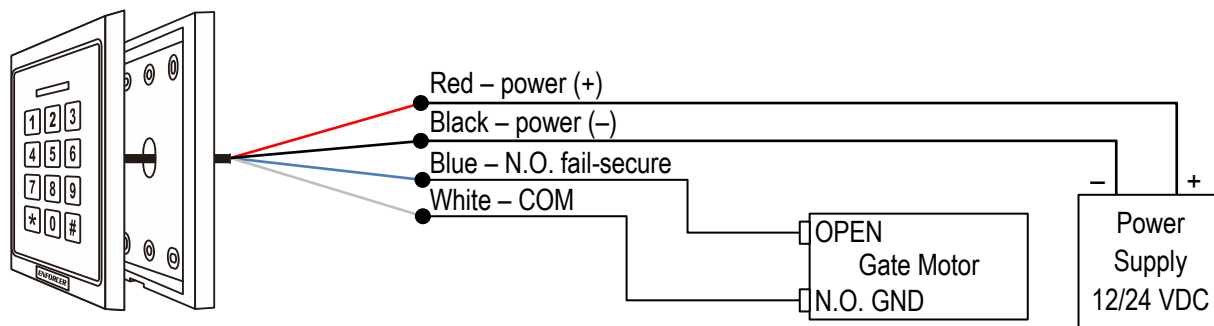 Red – power (+)
Black – power (–)
Blue – N.O. fail-secure
White – COM
1 2 3
4 5 6
7 8 9
* 0 #
ENFORCER
OPEN
Gate Motor
N.O. GND
– +
Power
Supply
12/24 VDC